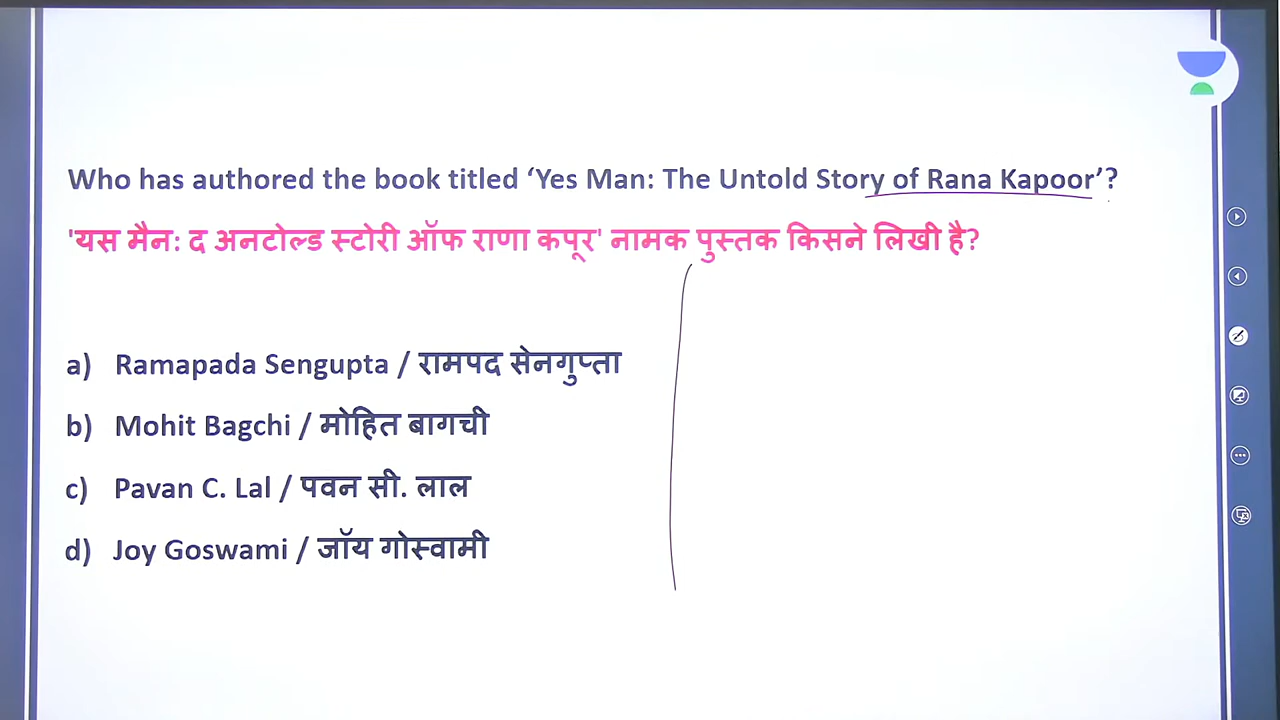 Who has authored the book titled ‘Yes Man: The Untold Story of Rana Kapoor’?
'यस मैन: द अनटोल्ड स्टोरी ऑफ राणा कपूर' नामक पुस्तक किसने लिखी है?
a) Ramapada Sengupta / रामपद सेनगुप्ता
b) Mohit Bagchi / मोहित बागची
c) Pavan C. Lal / पवन सी. लाल
d) Joy Goswami / जॉय गोस्वामी